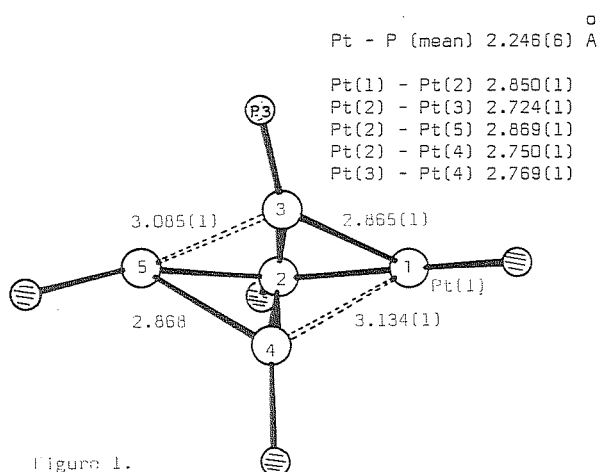 o
Pt - P (mean) 2.246(6) A
Pt(1) - Pt(2) 2.850(1)
Pt(2) - Pt(3) 2.724(1)
Pt(2) - Pt(5) 2.869(1)
Pt(2) - Pt(4) 2.750(1)
Pt(3) - Pt(4) 2.769(1)
P3
3
3.085(1)
2.865(1)
5
2
1
Pt(1)
2.868
4
3.134(1)
Figure 1.